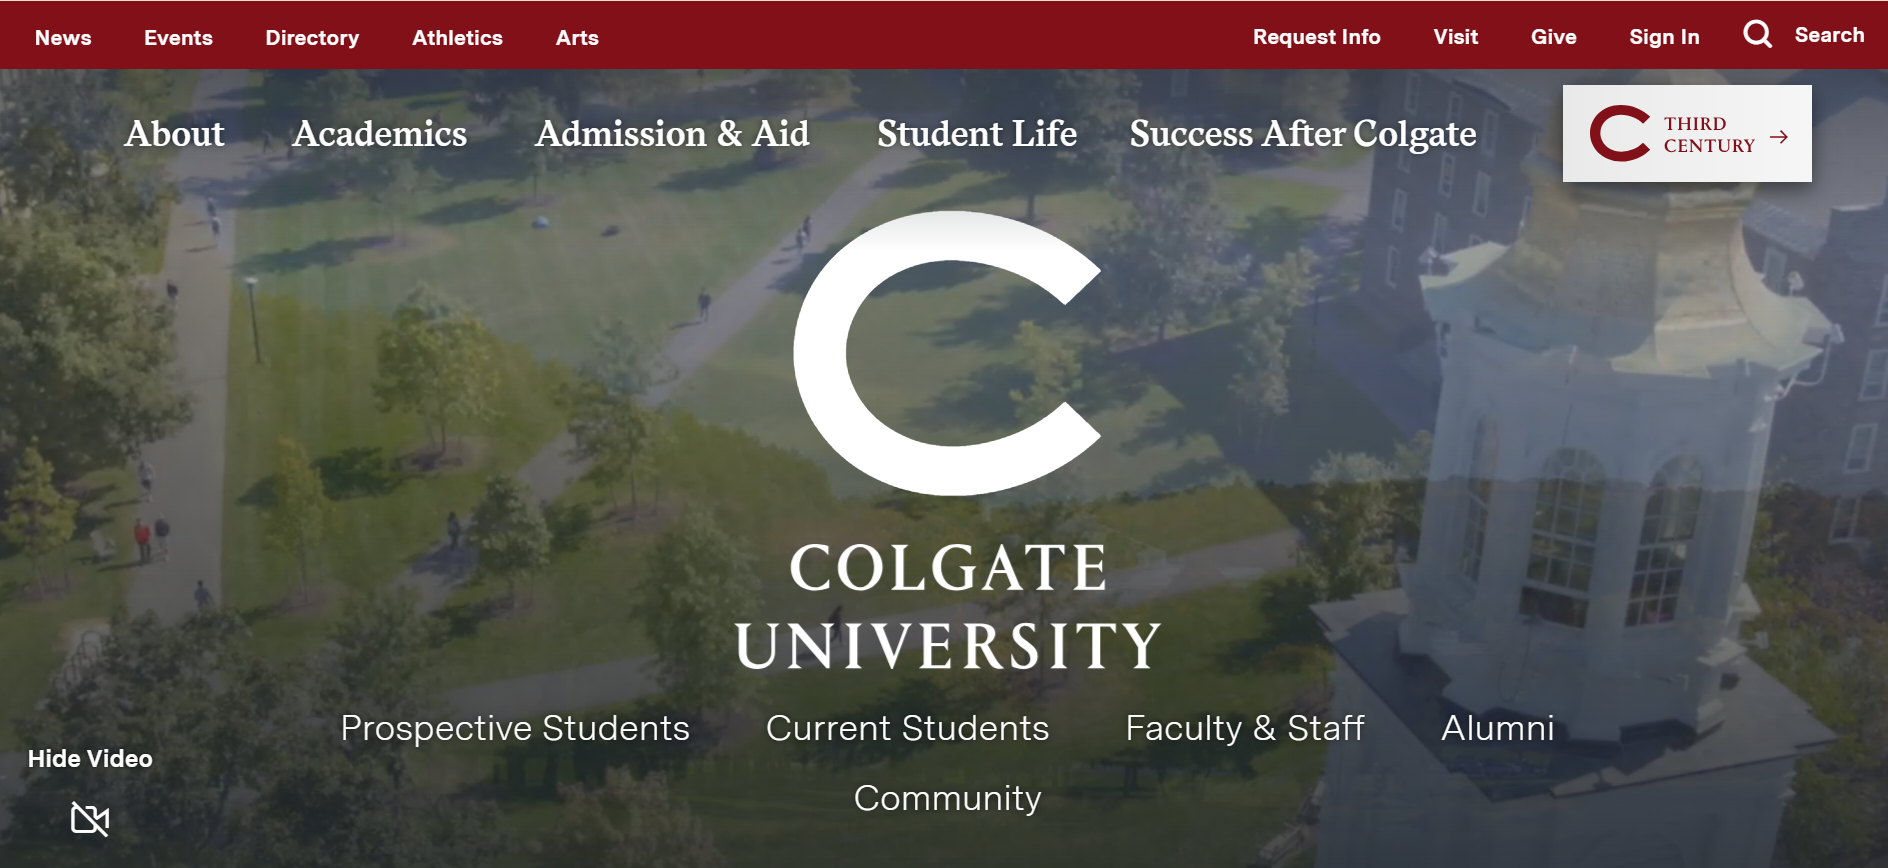 News Events Directory Athletics Arts Request Info Visit Give Sign In Search
About Academics Admission & Aid Student Life Success After Colgate
THIRD
CENTURY
COLGATE
UNIVERSITY
Prospective Students Current Students Faculty & Staff Alumni
Community
Hide Video